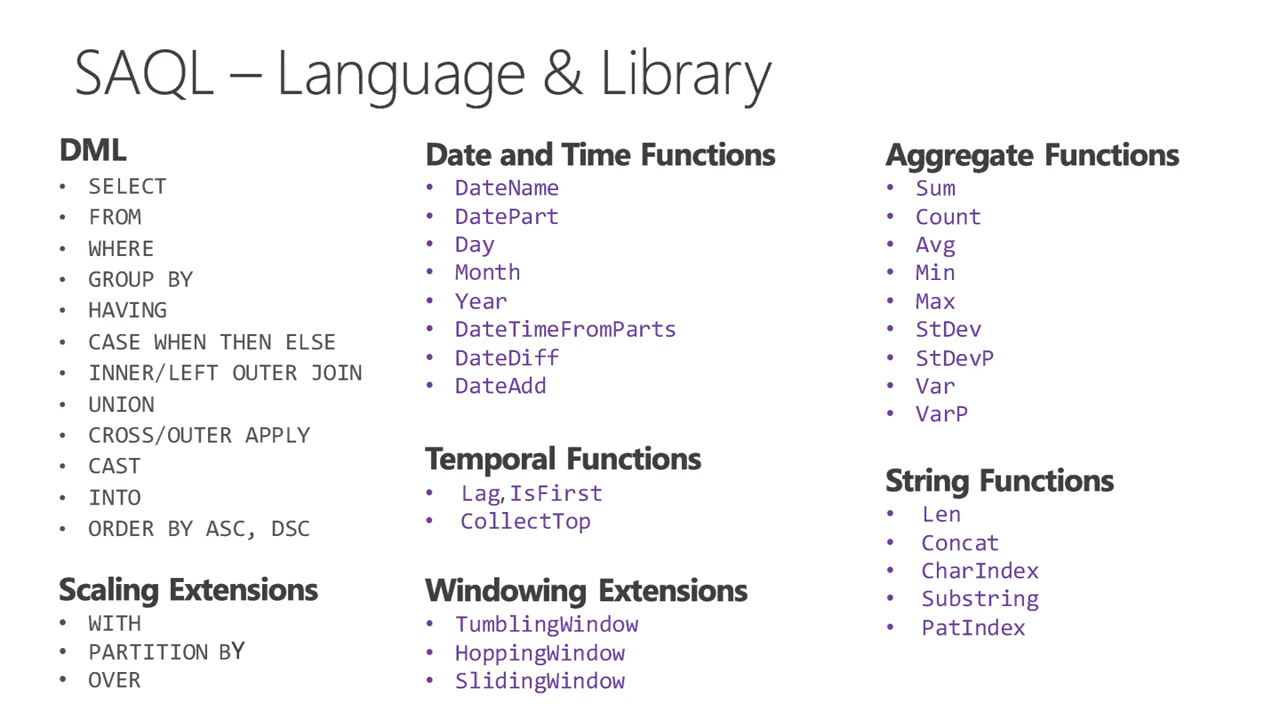 SAQL – Language & Library
DML
• SELECT
• FROM
• WHERE
• GROUP BY
• HAVING
• CASE WHEN THEN ELSE
• INNER/LEFT OUTER JOIN
• UNION
• CROSS/OUTER APPLY
• CAST
• INTO
• ORDER BY ASC, DSC
Scaling Extensions
• WITH
• PARTITION BY
• OVER
Date and Time Functions
• DateName
• DatePart
• Day
• Month
• Year
• DateTimeFromParts
• DateDiff
• DateAdd
Temporal Functions
• Lag, IsFirst
• CollectTop
Windowing Extensions
• TumblingWindow
• HoppingWindow
• SlidingWindow
Aggregate Functions
• Sum
• Count
• Avg
• Min
• Max
• StDev
• StDevP
• Var
• VarP
String Functions
• Len
• Concat
• CharIndex
• Substring
• PatIndex